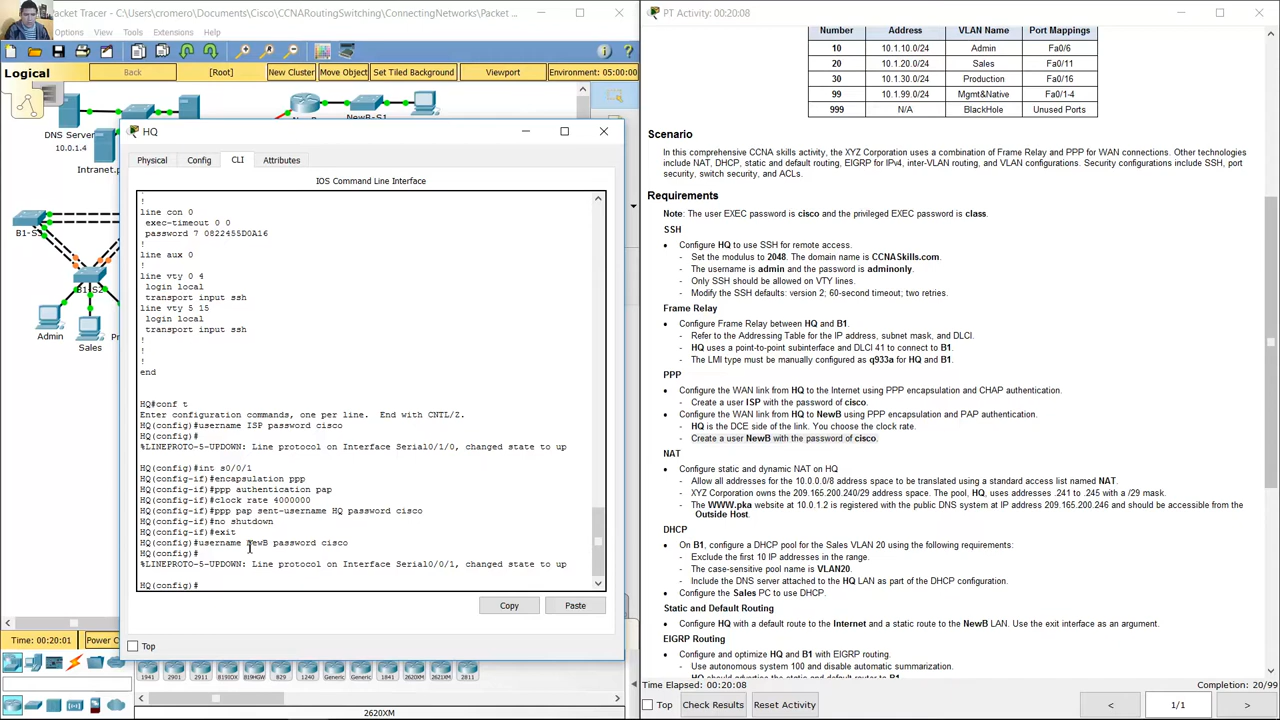 C:\Users\cromero\Documents\Cisco\CCNARoutingSwitching\ConnectingNetworks\Packet ...
Options View Tools Extensions Help
Logical
Back
[Root]
New Cluster
Move Object
Set Tiled Background
Viewport
Environment: 05:00:00
DNS Server
10.0.1.4
Intranet.p
NewB-S1
B1-S
B1-S2
Admin
Sales
HQ
Physical Config CLI Attributes
IOS Command Line Interface
!
line con 0
exec-timeout 0 0
password 7 0822455D0A16
!
line aux 0
!
line vty 0 4
login local
transport input ssh
line vty 5 15
login local
transport input ssh
!
!
!
end
HQ#conf t
Enter configuration commands, one per line. End with CNTL/Z.
HQ(config)#username ISP password cisco
HQ(config)#
%LINEPROTO-5-UPDOWN: Line protocol on Interface Serial0/1/0, changed state to up
HQ(config)#int s0/0/1
HQ(config-if)#encapsulation ppp
HQ(config-if)#ppp authentication pap
HQ(config-if)#clock rate 4000000
HQ(config-if)#ppp pap sent-username HQ password cisco
HQ(config-if)#no shutdown
HQ(config-if)#exit
HQ(config)#username NewB password cisco
HQ(config)#
%LINEPROTO-5-UPDOWN: Line protocol on Interface Serial0/0/1, changed state to up
HQ(config)#
Copy
Paste
Top
Time: 00:20:01
Power C
1941 2901 2911 819IOX 819HGW 829 1240 Generic Generic 1841 2620XM 2621XM 2811
2620XM
PT Activity: 00:20:08
Number Address VLAN Name Port Mappings
10 10.1.10.0/24 Admin Fa0/6
20 10.1.20.0/24 Sales Fa0/11
30 10.1.30.0/24 Production Fa0/16
99 10.1.99.0/24 Mgmt&Native Fa0/1-4
999 N/A BlackHole Unused Ports
Scenario
In this comprehensive CCNA skills activity, the XYZ Corporation uses a combination of Frame Relay and PPP for WAN connections. Other technologies
include NAT, DHCP, static and default routing, EIGRP for IPv4, inter-VLAN routing, and VLAN configurations. Security configurations include SSH, port
security, switch security, and ACLs.
Requirements
Note: The user EXEC password is cisco and the privileged EXEC password is class.
SSH
• Configure HQ to use SSH for remote access.
- Set the modulus to 2048. The domain name is CCNASkills.com.
- The username is admin and the password is adminonly.
- Only SSH should be allowed on VTY lines.
- Modify the SSH defaults: version 2; 60-second timeout; two retries.
Frame Relay
• Configure Frame Relay between HQ and B1.
- Refer to the Addressing Table for the IP address, subnet mask, and DLCI.
- HQ uses a point-to-point subinterface and DLCI 41 to connect to B1.
- The LMI type must be manually configured as q933a for HQ and B1.
PPP
• Configure the WAN link from HQ to the Internet using PPP encapsulation and CHAP authentication.
- Create a user ISP with the password of cisco.
• Configure the WAN link from HQ to NewB using PPP encapsulation and PAP authentication.
- HQ is the DCE side of the link. You choose the clock rate.
- Create a user NewB with the password of cisco.
NAT
• Configure static and dynamic NAT on HQ
- Allow all addresses for the 10.0.0.0/8 address space to be translated using a standard access list named NAT.
- XYZ Corporation owns the 209.165.200.240/29 address space. The pool, HQ, uses addresses .241 to .245 with a /29 mask.
- The WWW.pka website at 10.0.1.2 is registered with the public DNS system at IP address 209.165.200.246 and should be accessible from the
Outside Host.
DHCP
• On B1, configure a DHCP pool for the Sales VLAN 20 using the following requirements:
- Exclude the first 10 IP addresses in the range.
- The case-sensitive pool name is VLAN20.
- Include the DNS server attached to the HQ LAN as part of the DHCP configuration.
• Configure the Sales PC to use DHCP.
Static and Default Routing
• Configure HQ with a default route to the Internet and a static route to the NewB LAN. Use the exit interface as an argument.
EIGRP Routing
• Configure and optimize HQ and B1 with EIGRP routing.
- Use autonomous system 100 and disable automatic summarization.
Time Elapsed: 00:20:08
Completion: 20/99
Top
Check Results
Reset Activity
<
1/1
>